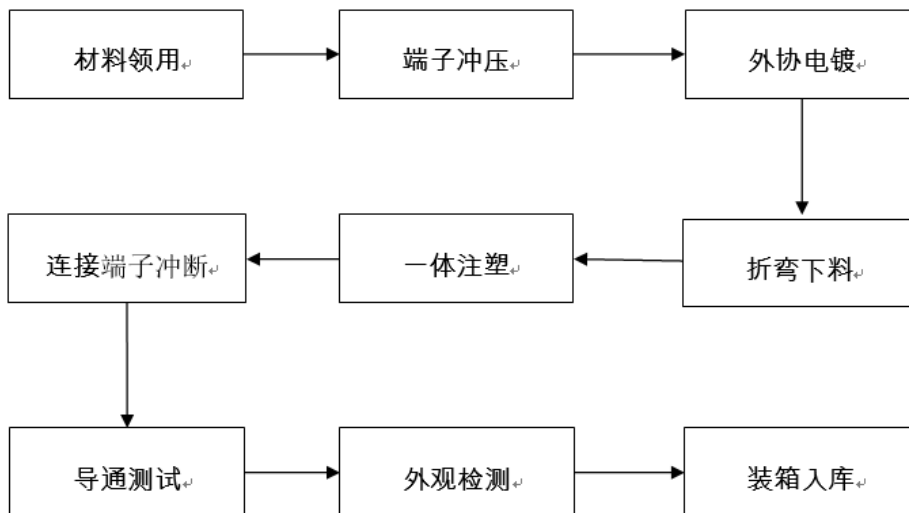 材料领用
端子冲压
外协电镀
折弯下料
一体注塑
连接端子冲断
导通测试
外观检测
装箱入库